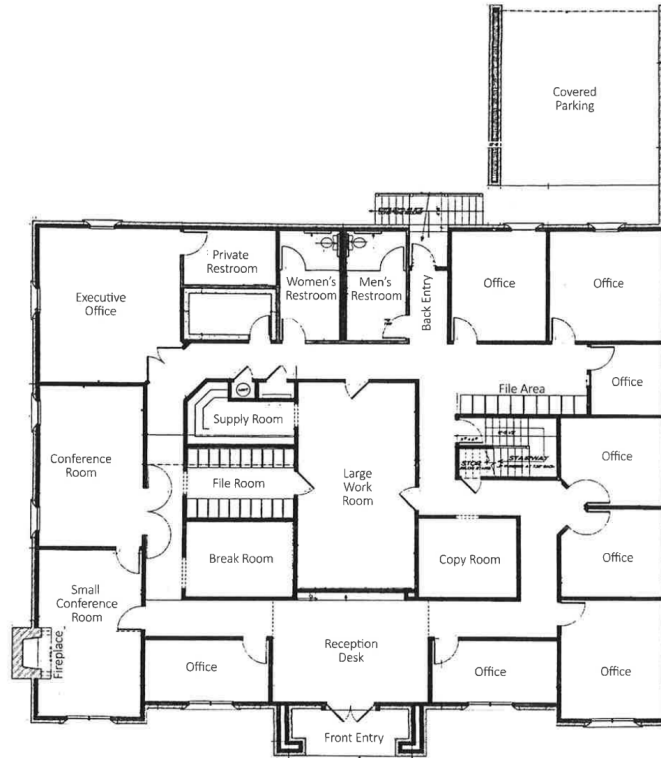 Covered
Parking
Private
Restroom
Women's
Restroom
Men's
Restroom
Back Entry
Office
Office
Executive
Office
Office
File Area
Supply Room
Conference
Room
File Room
Large
Work
Room
STOR
STAIRWAY
Office
Break Room
Copy Room
Office
Small
Conference
Room
Fireplace
Reception
Desk
Office
Office
Office
Front Entry